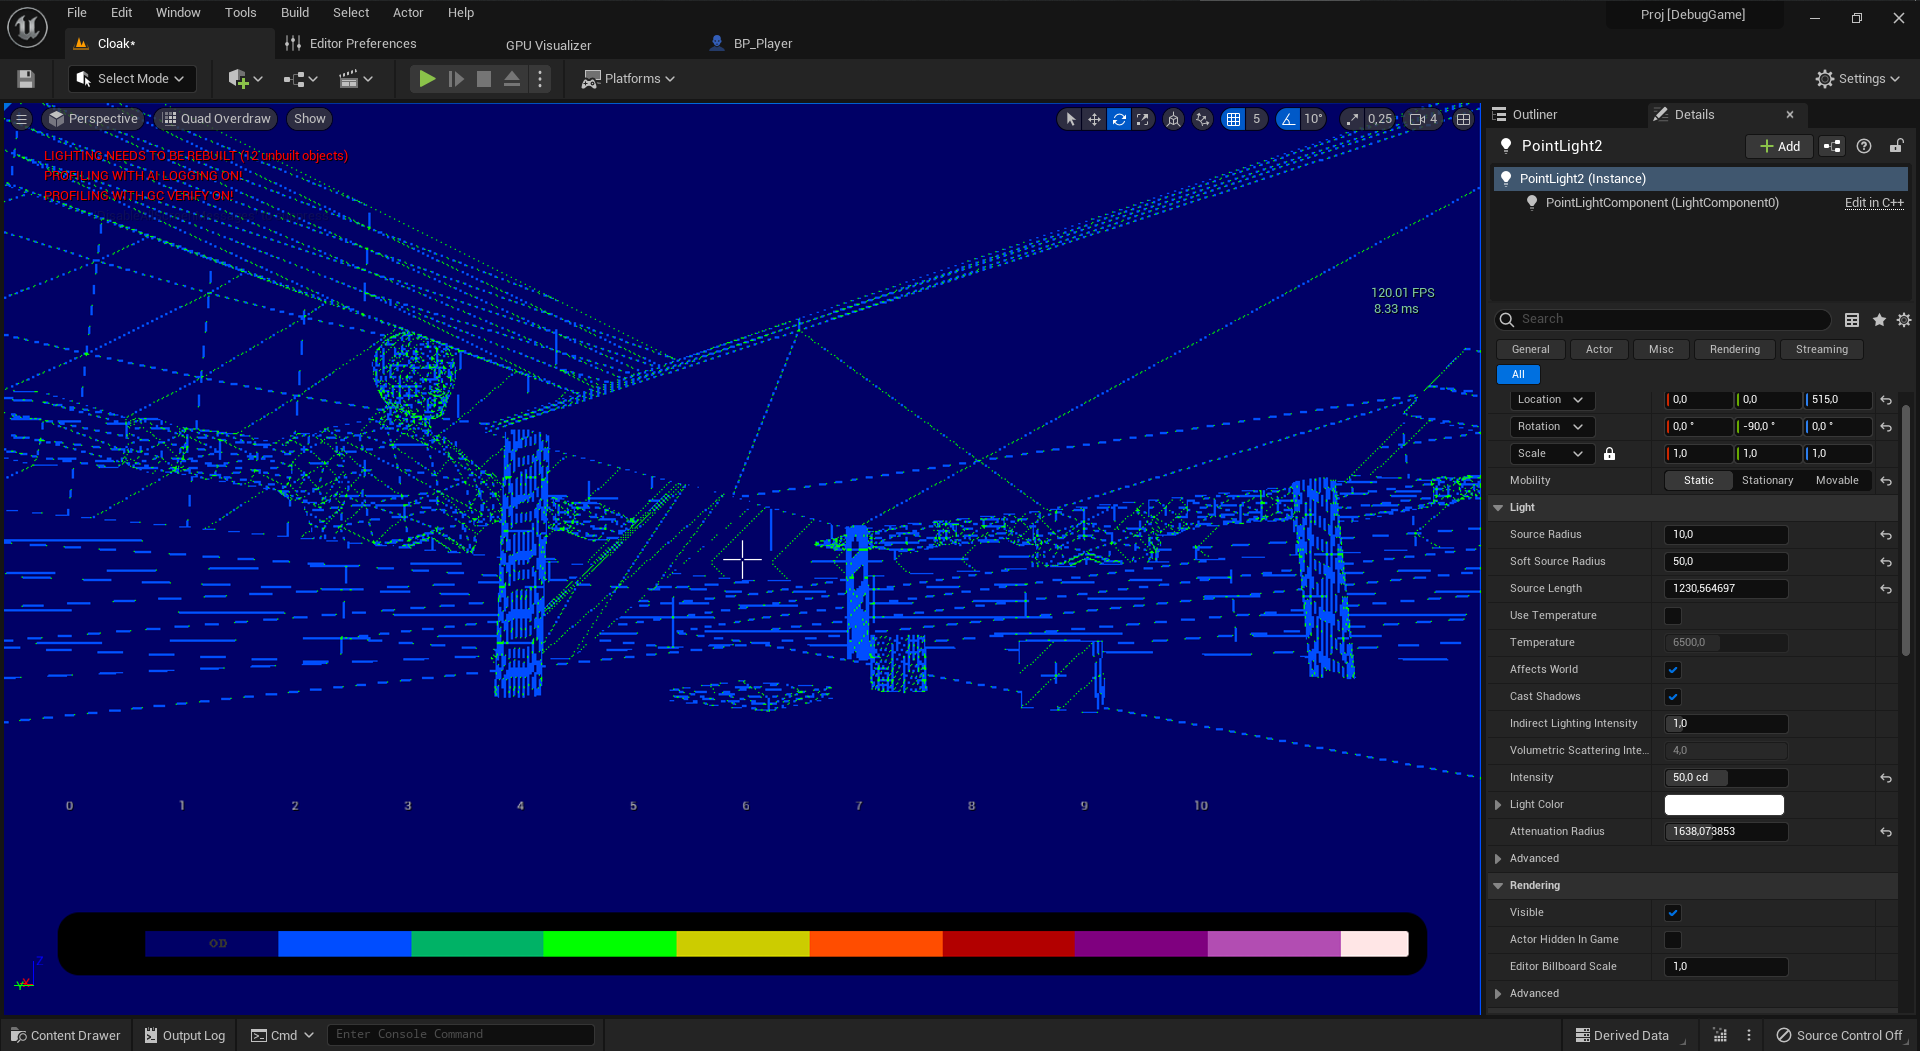 File Edit Window Tools Build Select Actor Help
Proj [DebugGame]
Cloak*
Editor Preferences
GPU Visualizer
BP_Player
Select Mode
Platforms
Settings
Perspective
Quad Overdraw
Show
5
10°
0,25
4
LIGHTING NEEDS TO BE REBUILT (12 unbuilt objects)
PROFILING WITH AI LOGGING ON!
PROFILING WITH GC VERIFY ON!
120.01 FPS
8.33 ms
0 1 2 3 4 5 6 7 8 9 10
OD
Z
Y X
Outliner
Details
PointLight2
Add
PointLight2 (Instance)
PointLightComponent (LightComponent0)
Edit in C++
Search
General Actor Misc Rendering Streaming
All
Location 0,0 0,0 515,0
Rotation 0,0 ° -90,0 ° 0,0 °
Scale 1,0 1,0 1,0
Mobility Static Stationary Movable
Light
Source Radius 10,0
Soft Source Radius 50,0
Source Length 1230,564697
Use Temperature
Temperature 6500,0
Affects World
Cast Shadows
Indirect Lighting Intensity 1,0
Volumetric Scattering Inte... 4,0
Intensity 50,0 cd
Light Color
Attenuation Radius 1638,073853
Advanced
Rendering
Visible
Actor Hidden In Game
Editor Billboard Scale 1,0
Advanced
Content Drawer
Output Log
Cmd
Enter Console Command
Derived Data
Source Control Off